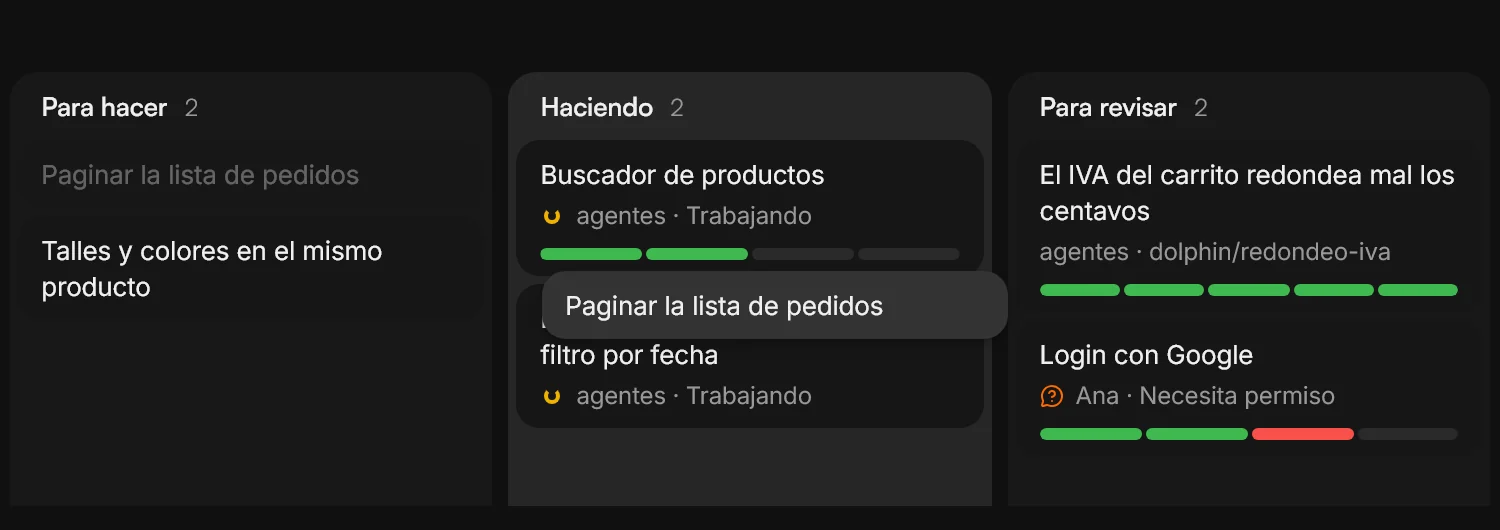 Para hacer 2
Paginar la lista de pedidos
Talles y colores en el mismo
producto
Haciendo 2
Buscador de productos
agentes · Trabajando
Paginar la lista de pedidos
filtro por fecha
agentes · Trabajando
Para revisar 2
El IVA del carrito redondea mal los
centavos
agentes · dolphin/redondeo-iva
Login con Google
Ana · Necesita permiso